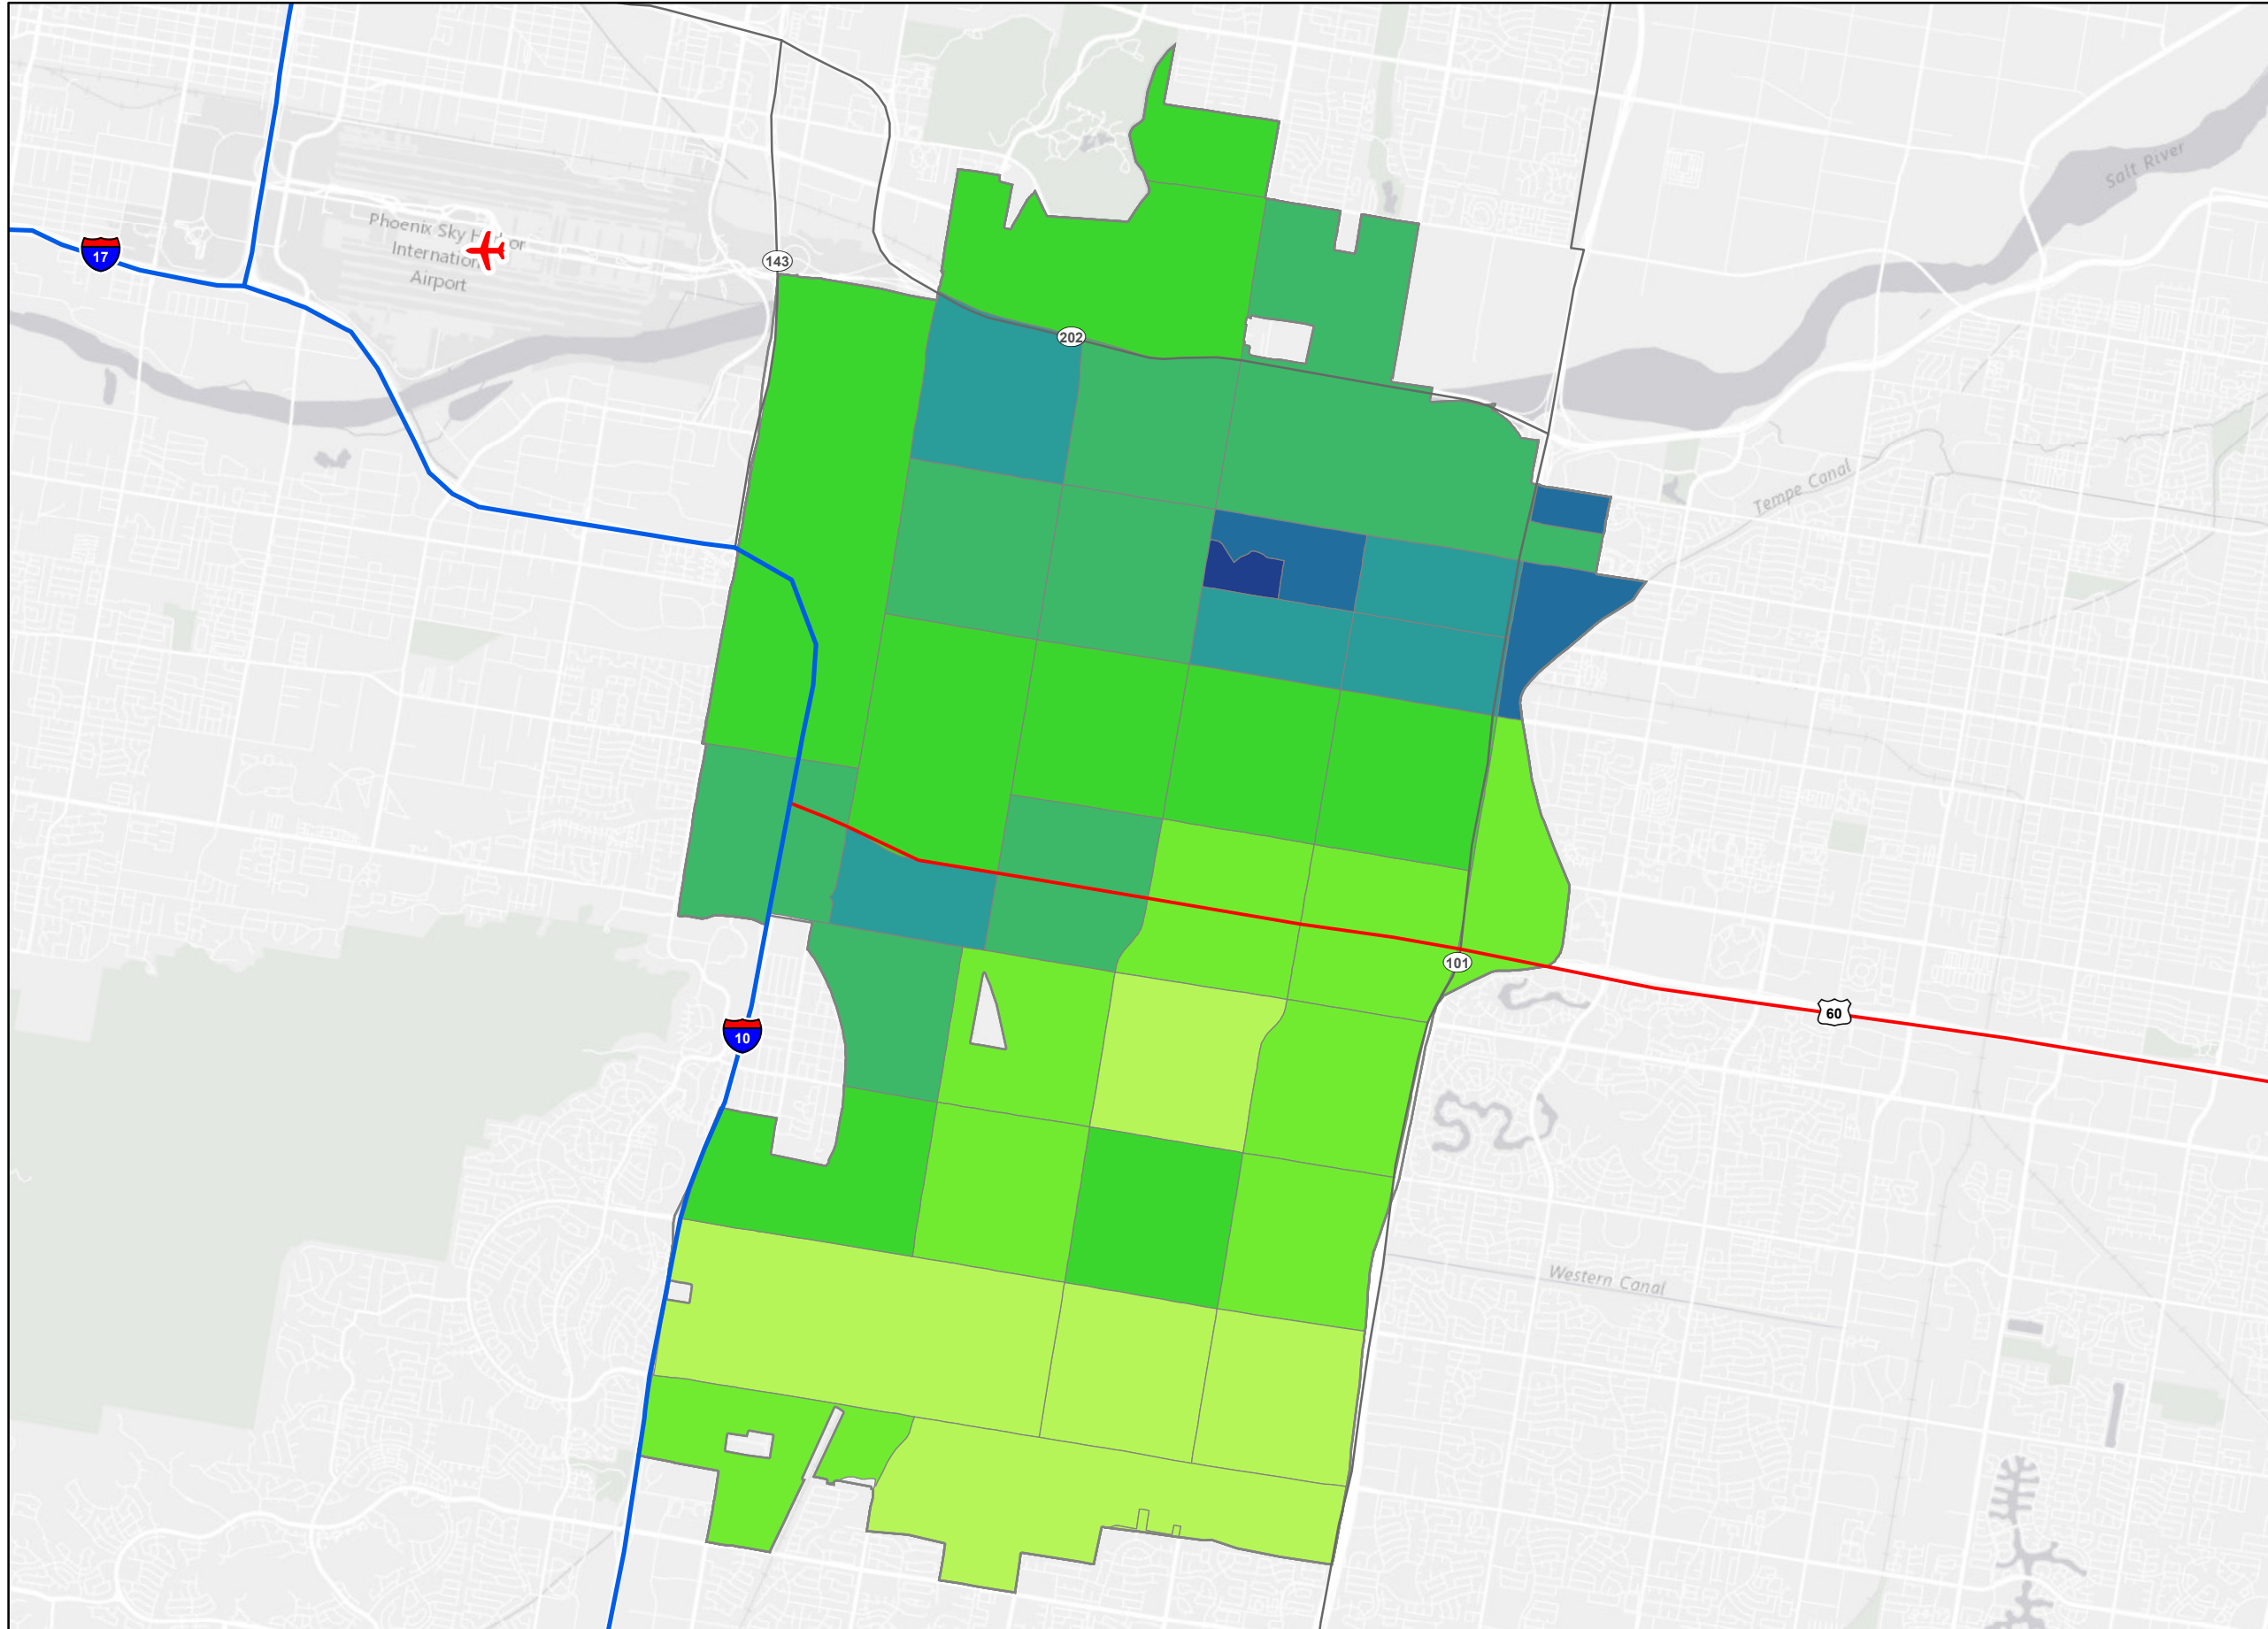 Salt River
Phoenix Sky Harbor
International
Airport
17
143
202
Tempe Canal
101
60
10
Western Canal